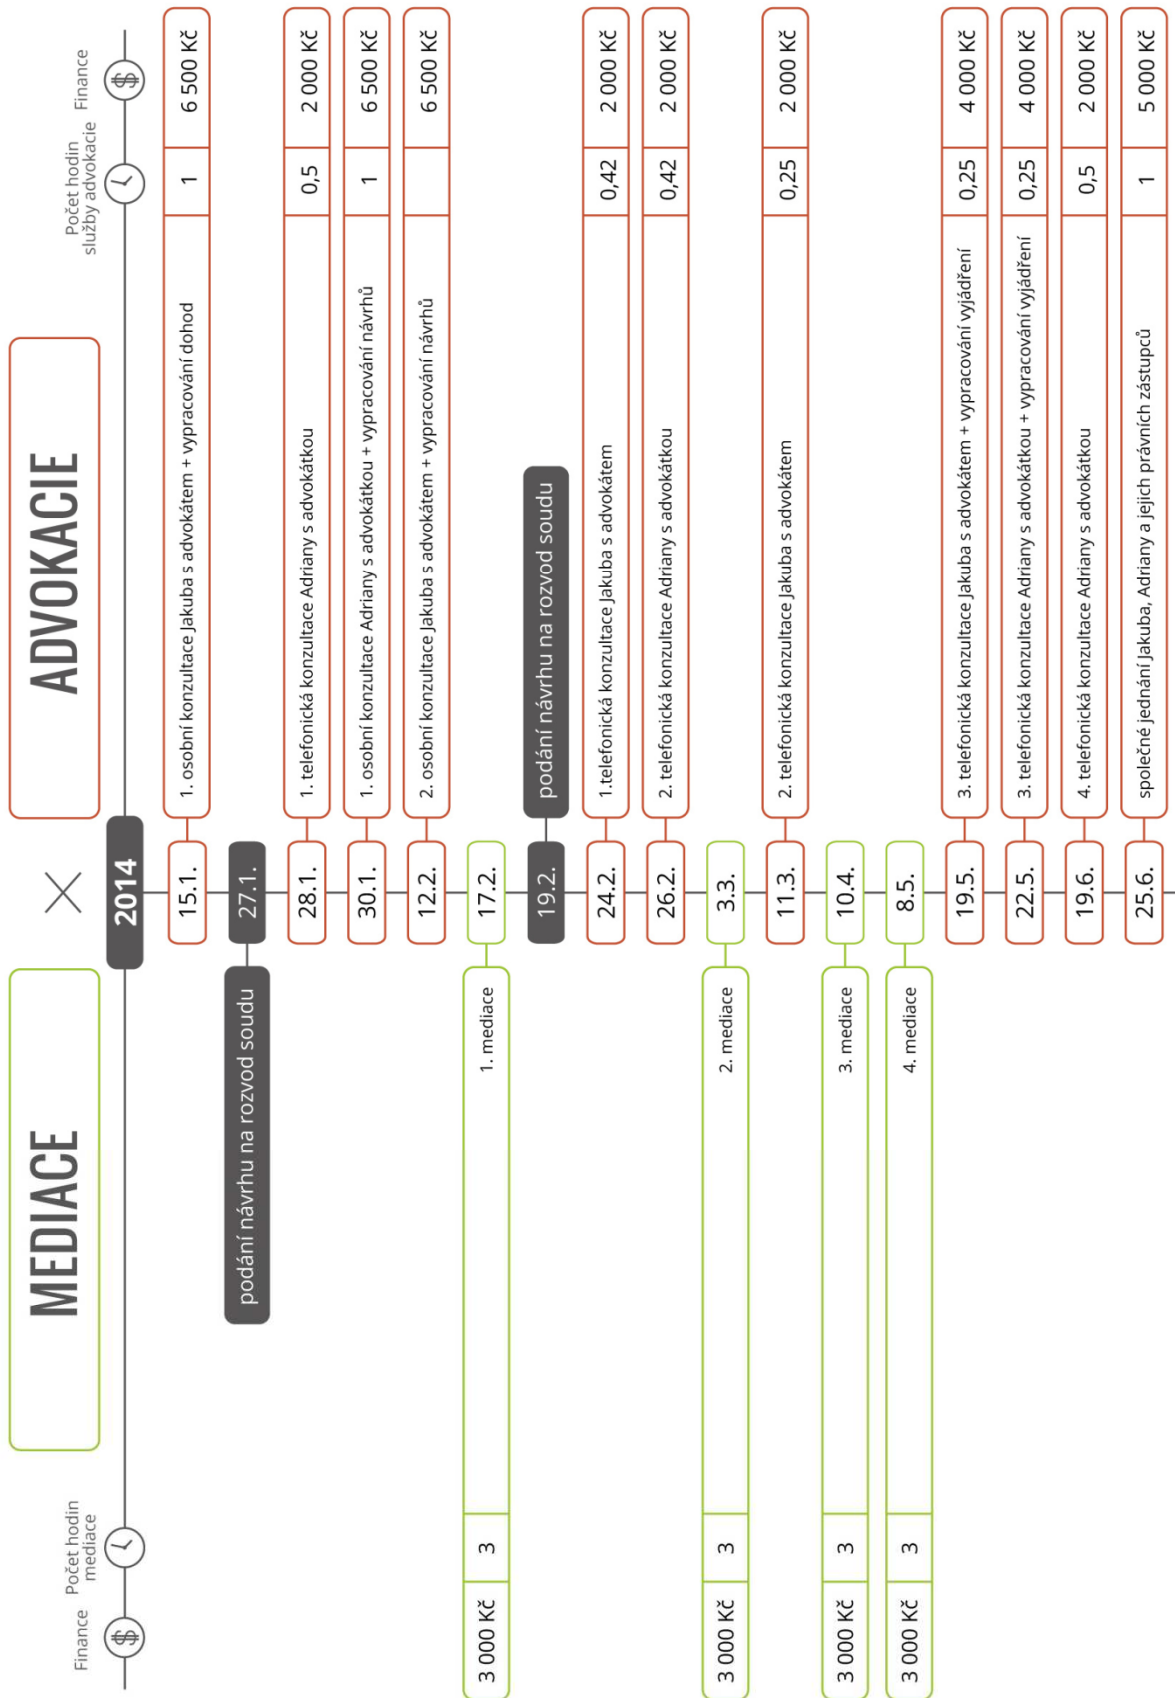 MEDIACE
ADVOKACIE
Finance
Počet hodin
mediace
2014
Počet hodin
služby advokacie
Finance
15.1.
1. osobní konzultace Jakuba s advokátem + vypracování dohod
1
6 500 Kč
podání návrhu na rozvod soudu
27.1.
28.1.
1. telefonická konzultace Adriany s advokátkou
0,5
2 000 Kč
30.1.
1. osobní konzultace Adriany s advokátkou + vypracování návrhů
1
6 500 Kč
12.2.
2. osobní konzultace Jakuba s advokátem + vypracování návrhů
6 500 Kč
3 000 Kč
3
1. mediace
17.2.
19.2.
podání návrhu na rozvod soudu
24.2.
1.telefonická konzultace Jakuba s advokátem
0,42
2 000 Kč
26.2.
2. telefonická konzultace Adriany s advokátkou
0,42
2 000 Kč
3 000 Kč
3
2. mediace
3.3.
11.3.
2. telefonická konzultace Jakuba s advokátem
0,25
2 000 Kč
3 000 Kč
3
3. mediace
10.4.
3 000 Kč
3
4. mediace
8.5.
19.5.
3. telefonická konzultace Jakuba s advokátem + vypracování vyjádření
0,25
4 000 Kč
22.5.
3. telefonická konzultace Adriany s advokátkou + vypracování vyjádření
0,25
4 000 Kč
19.6.
4. telefonická konzultace Adriany s advokátkou
0,5
2 000 Kč
25.6.
společné jednání Jakuba, Adriany a jejich právních zástupců
1
5 000 Kč